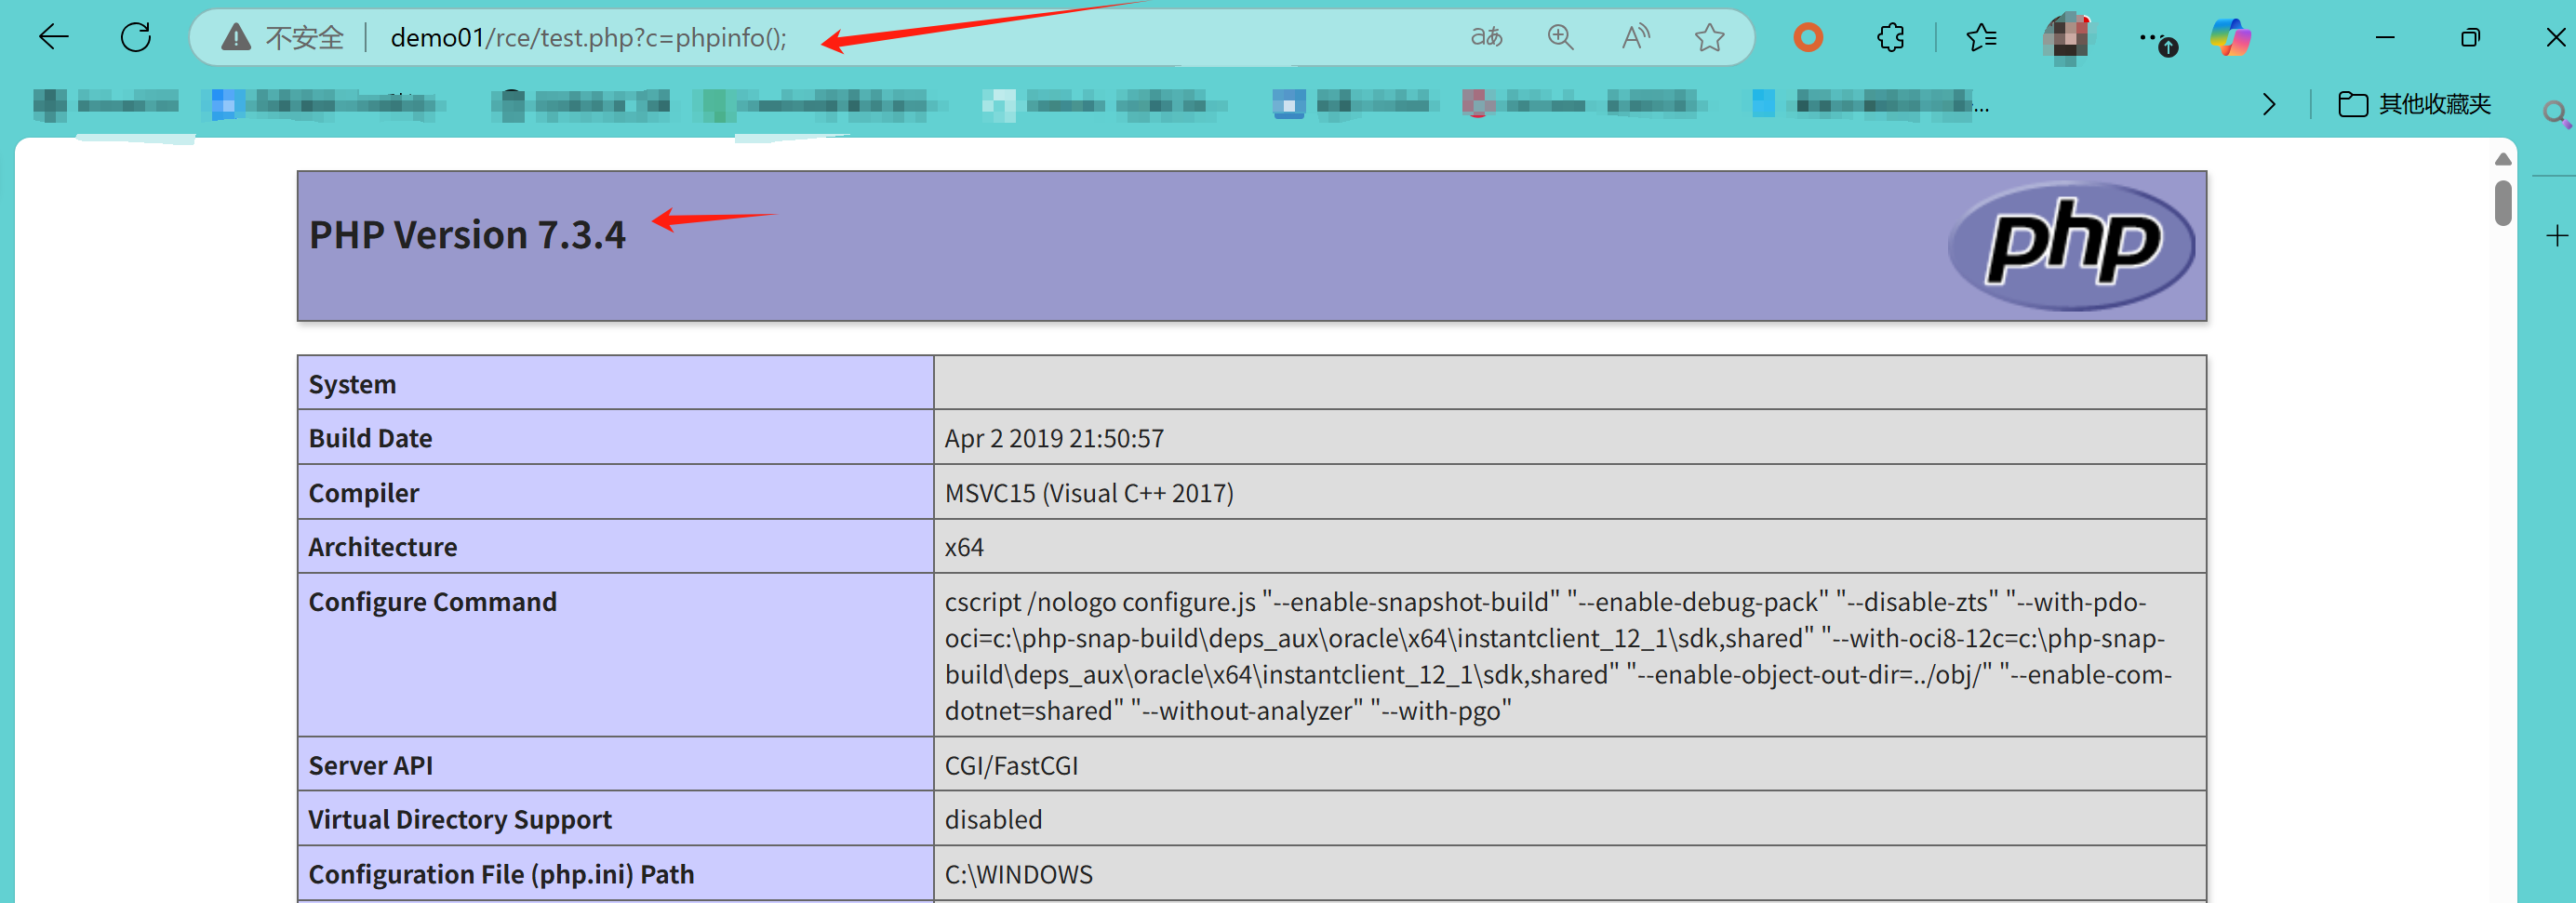 不安全 demo01/rce/test.php?c=phpinfo(); aあ A
其他收藏夹
PHP Version 7.3.4
php
System
Build Date Apr 2 2019 21:50:57
Compiler MSVC15 (Visual C++ 2017)
Architecture x64
Configure Command cscript /nologo configure.js "--enable-snapshot-build" "--enable-debug-pack" "--disable-zts" "--with-pdo-
oci=c:\php-snap-build\deps_aux\oracle\x64\instantclient_12_1\sdk,shared" "--with-oci8-12c=c:\php-snap-
build\deps_aux\oracle\x64\instantclient_12_1\sdk,shared" "--enable-object-out-dir=../obj/" "--enable-com-
dotnet=shared" "--without-analyzer" "--with-pgo"
Server API CGI/FastCGI
Virtual Directory Support disabled
Configuration File (php.ini) Path C:\WINDOWS